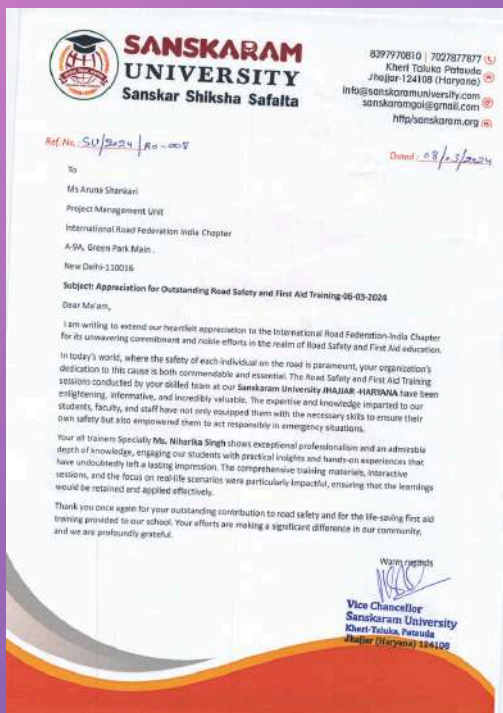 SANSKARAM
UNIVERSITY
Sanskar Shiksha Safalta
8397970810 | 7027877877
Kheri Taluka Patauda
Jhajjar-124108 (Haryana)
info@sanskaramuniversity.com
sanskaramgoi@gmail.com
http/sanskaram.org
Ref. No. SU/2024/RO-008
Dated: 08/03/2024
To
Ms Aruna Shankari
Project Management Unit
International Road Federation India Chapter
A-9A, Green Park Main .
New Delhi-110016
Subject: Appreciation for Outstanding Road Safety and First Aid Training-06-03-2024
Dear Ma'am,
I am writing to extend our heartfelt appreciation to the International Road Federation-India Chapter
for its unwavering commitment and noble efforts in the realm of Road Safety and First Aid education.
In today's world, where the safety of each individual on the road is paramount, your organization's
dedication to this cause is both commendable and essential. The Road Safety and First Aid Training
sessions conducted by your skilled team at our Sanskaram University JHAJJAR -HARYANA have been
enlightening, informative, and incredibly valuable. The expertise and knowledge imparted to our
students, faculty, and staff have not only equipped them with the necessary skills to ensure their
own safety but also empowered them to act responsibly in emergency situations.
Your all trainers Specially Ms. Niharika Singh shows exceptional professionalism and an admirable
depth of knowledge, engaging our students with practical insights and hands-on experiences that
have undoubtedly left a lasting impression. The comprehensive training materials, interactive
sessions, and the focus on real-life scenarios were particularly impactful, ensuring that the learnings
would be retained and applied effectively.
Thank you once again for your outstanding contribution to road safety and for the life-saving first aid
training provided to our school. Your efforts are making a significant difference in our community,
and we are profoundly grateful.
Warm regards
Vice Chancellor
Sanskaram University
Kheri-Taluka, Patauda
Jhajjar (Haryana) 124108